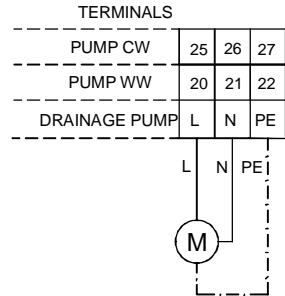 TERMINALS
PUMP CW 25 26 27
PUMP WW 20 21 22
DRAINAGE PUMP L N PE
L N PE
M